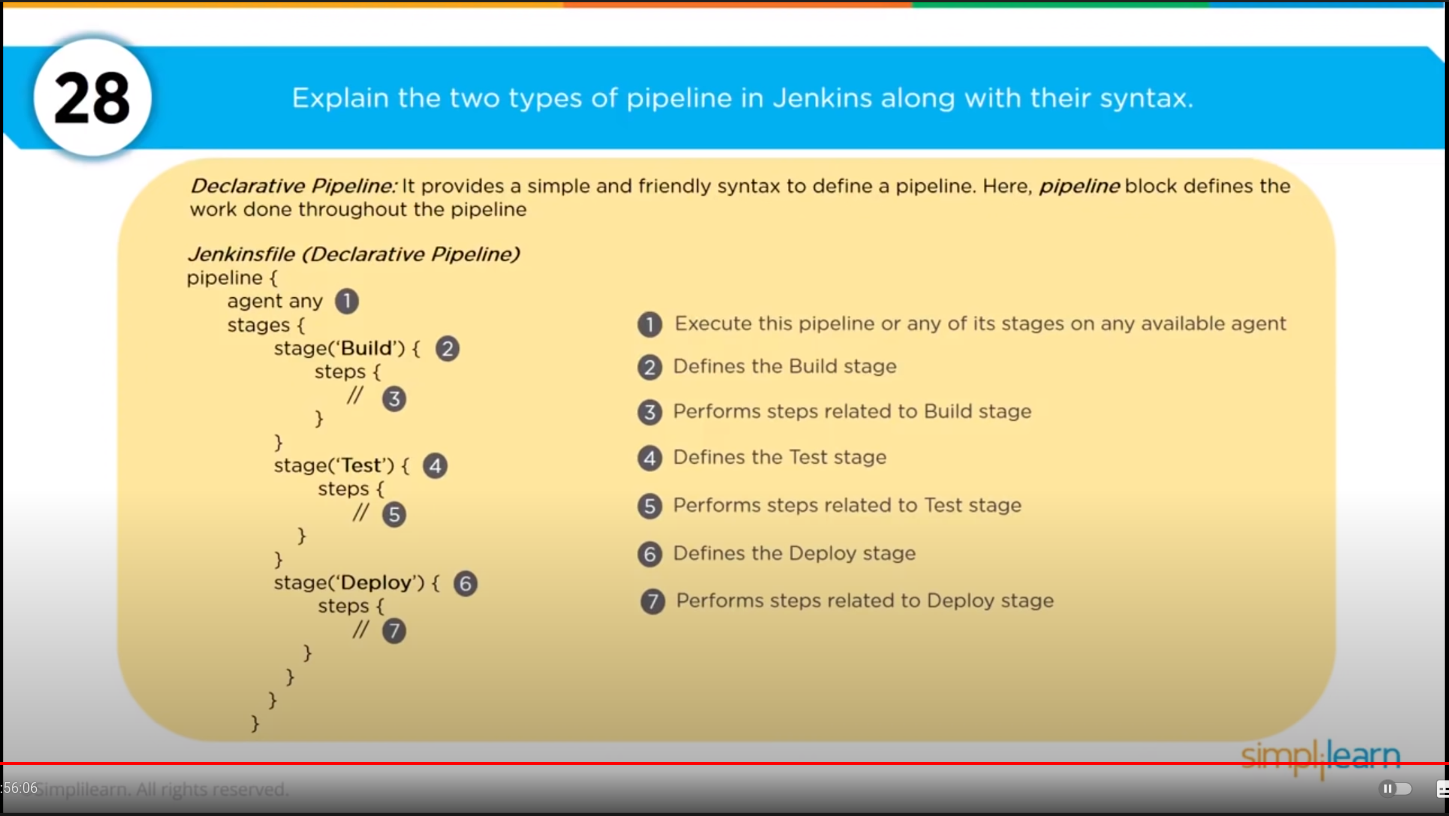 28
Explain the two types of pipeline in Jenkins along with their syntax.
Declarative Pipeline: It provides a simple and friendly syntax to define a pipeline. Here, pipeline block defines the
work done throughout the pipeline
Jenkinsfile (Declarative Pipeline)
pipeline {
agent any 1
stages {
stage(‘Build’) { 2
steps {
// 3
}
}
stage(‘Test’) { 4
steps {
// 5
}
}
stage(‘Deploy’) { 6
steps {
// 7
}
}
}
}
1 Execute this pipeline or any of its stages on any available agent
2 Defines the Build stage
3 Performs steps related to Build stage
4 Defines the Test stage
5 Performs steps related to Test stage
6 Defines the Deploy stage
7 Performs steps related to Deploy stage
simplilearn
:56:06
Simplilearn. All rights reserved.